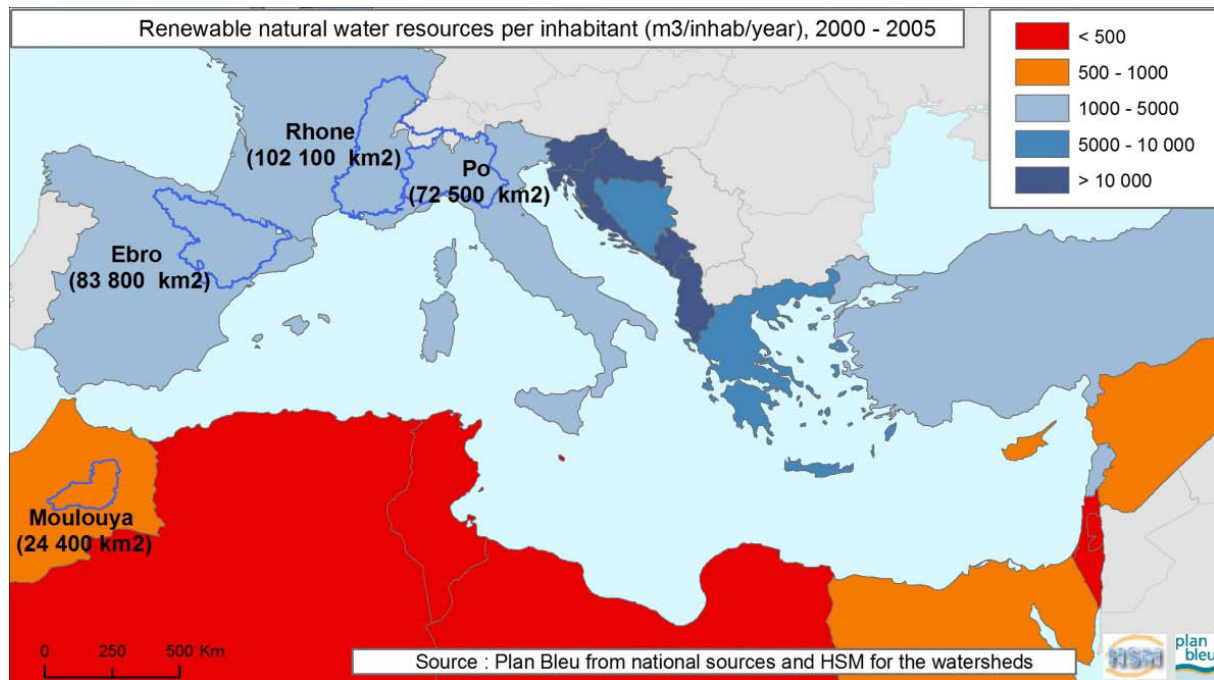 Renewable natural water resources per inhabitant (m3/inhab/year), 2000 - 2005
< 500
500 - 1000
1000 - 5000
5000 - 10 000
> 10 000
Rhone
(102 100 km2)
Po
(72 500 km2)
Ebro
(83 800 km2)
Moulouya
(24 400 km2)
0 250 500 Km
Source : Plan Bleu from national sources and HSM for the watersheds
HSM
plan
bleu